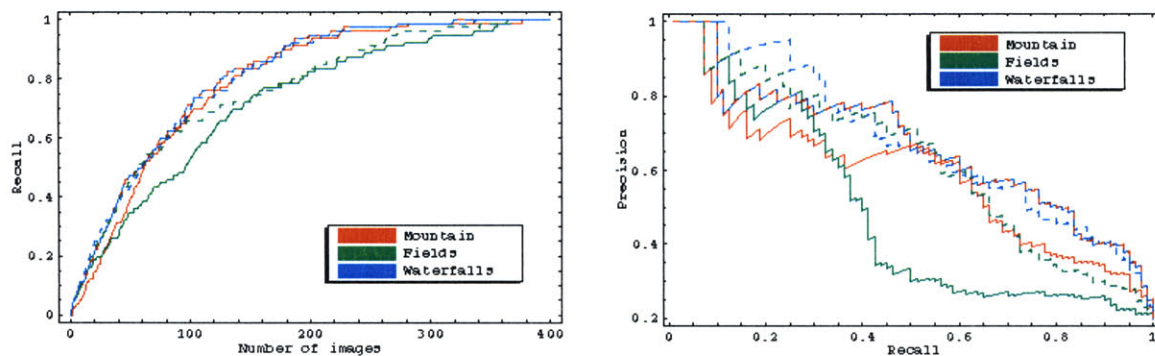 1
0.8
0.6
0.4
0.2
0
Recall
0 100 200 300 400
Number of images
Mountain
Fields
Waterfalls
1
0.8
0.6
0.4
0.2
Precision
0.2 0.4 0.6 0.8 1
Recall
Mountain
Fields
Waterfalls